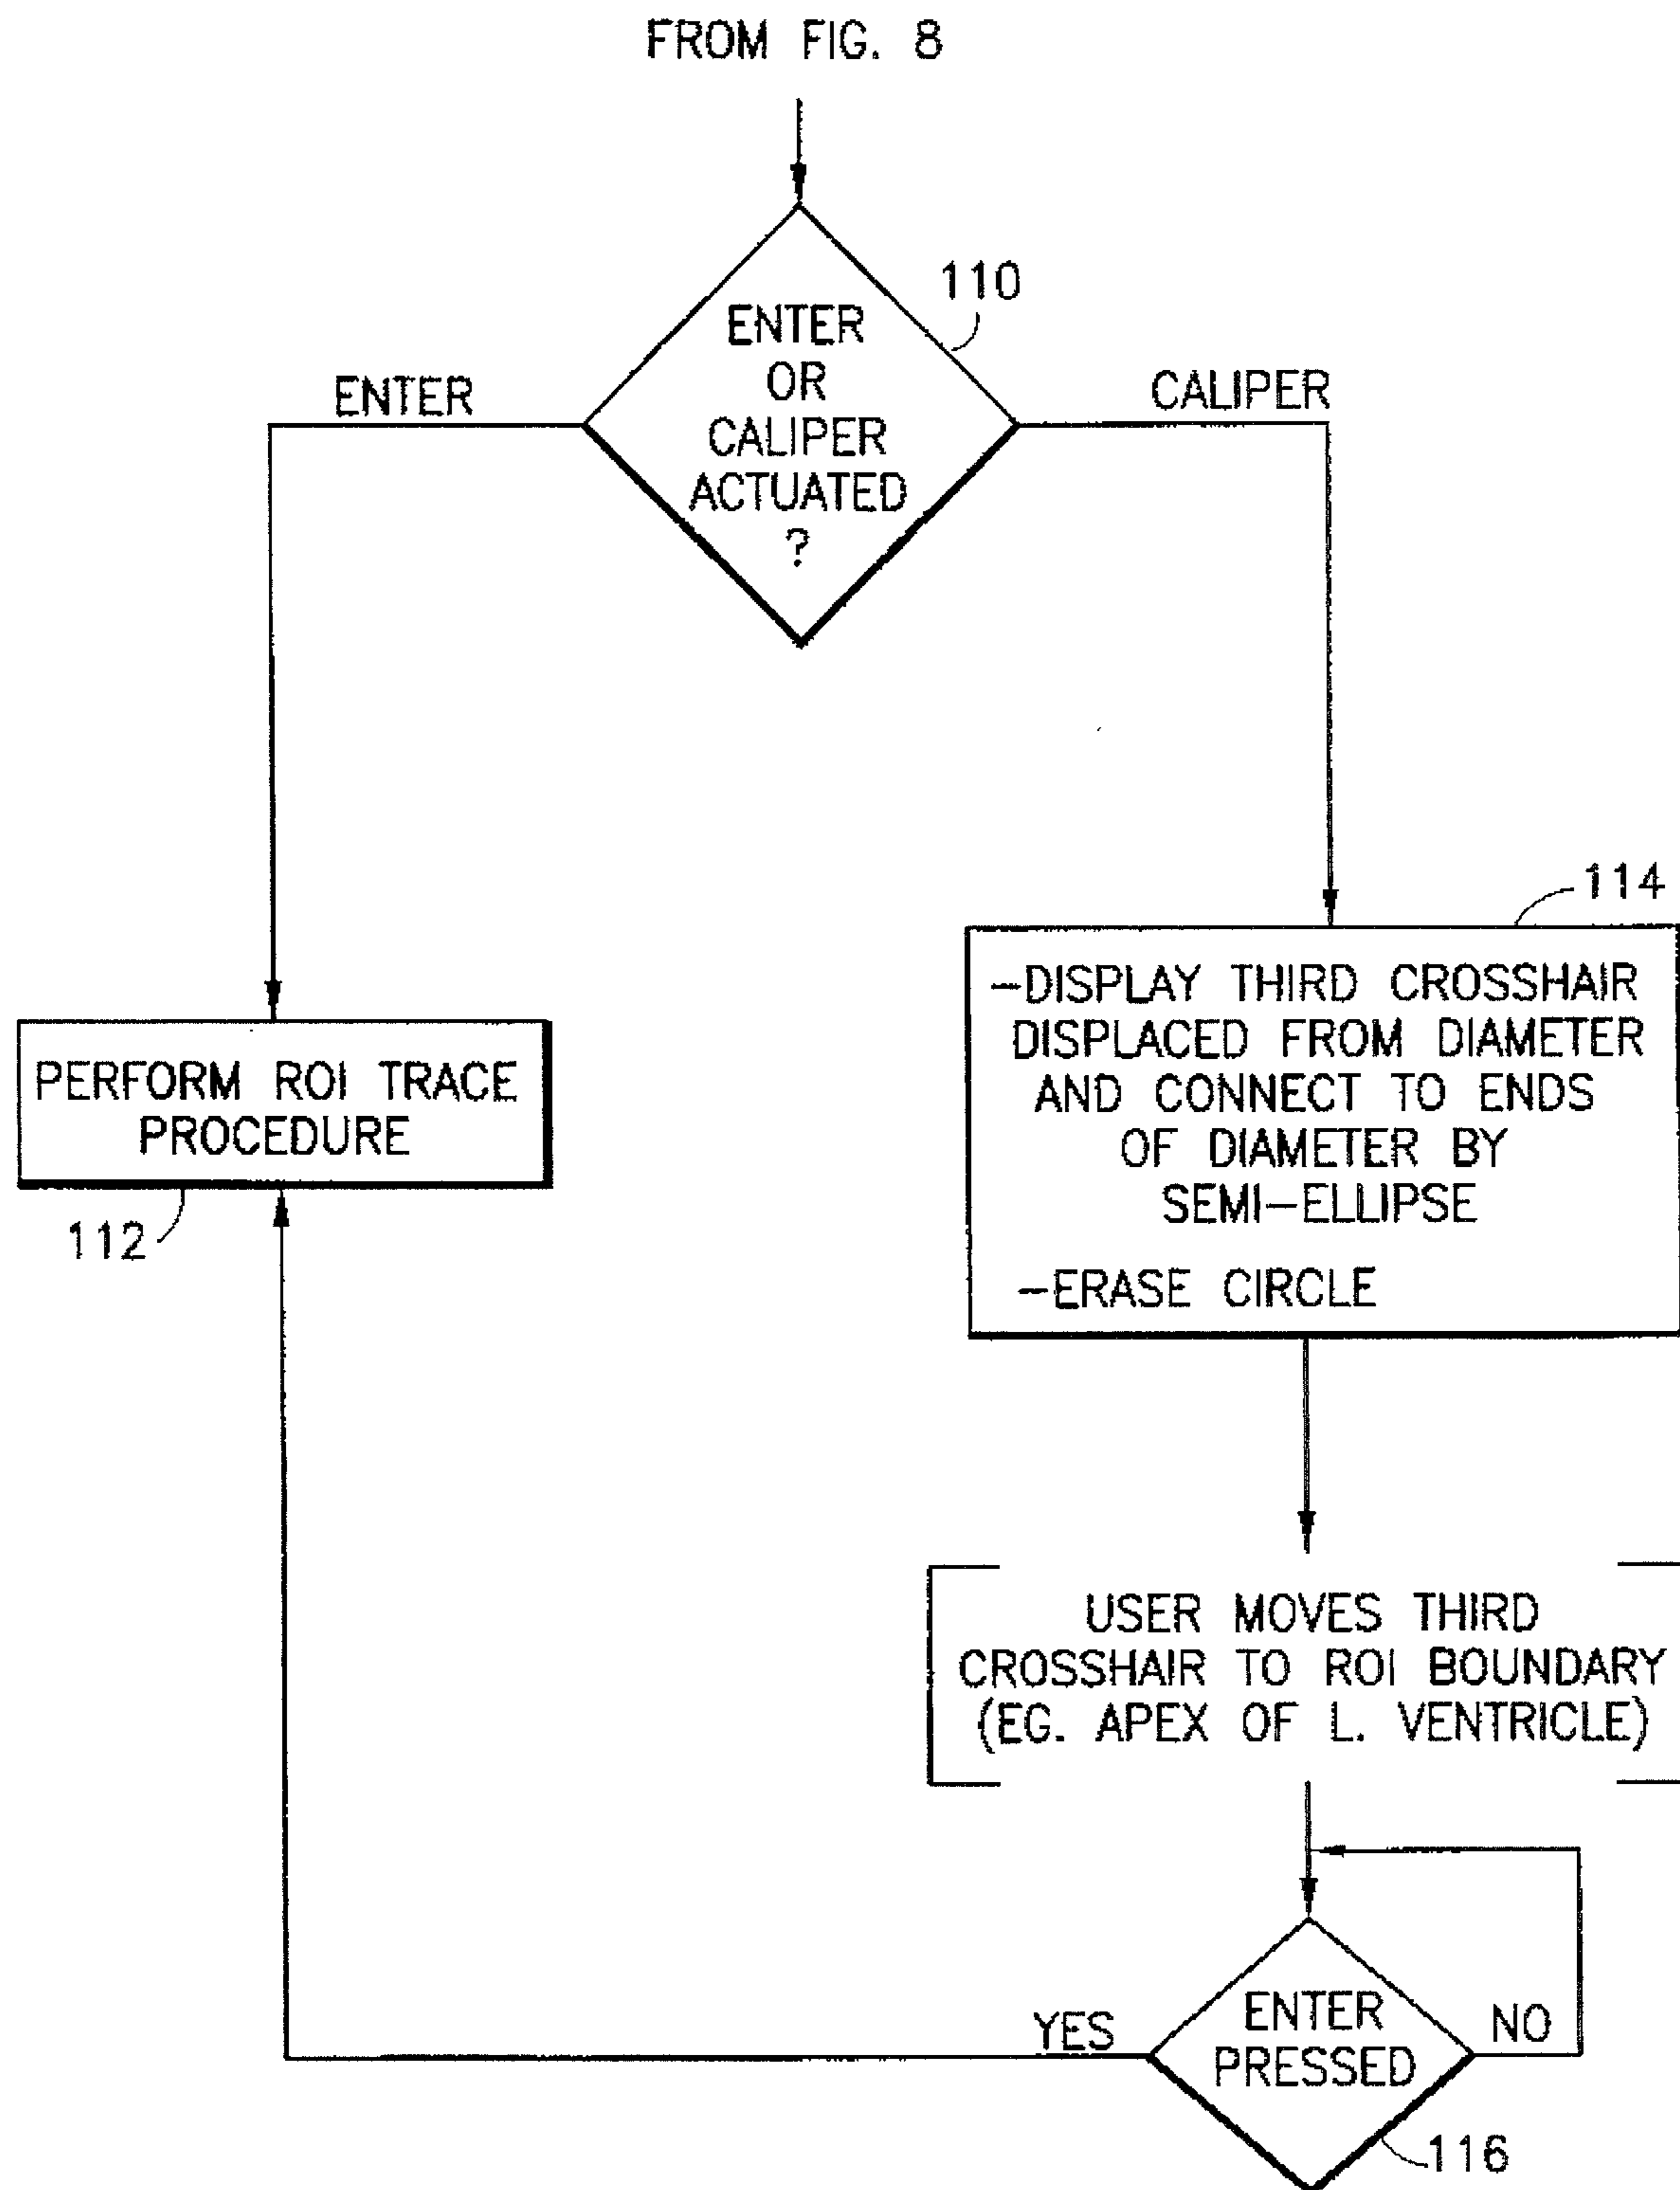 FROM FIG. 8
110
ENTER
OR
CALIPER
ACTUATED
?
ENTER
CALIPER
114
-DISPLAY THIRD CROSSHAIR
DISPLACED FROM DIAMETER
AND CONNECT TO ENDS
OF DIAMETER BY
SEMI-ELLIPSE
-ERASE CIRCLE
PERFORM ROI TRACE
PROCEDURE
112
USER MOVES THIRD
CROSSHAIR TO ROI BOUNDARY
(EG. APEX OF L. VENTRICLE)
ENTER
PRESSED
YES
NO
116